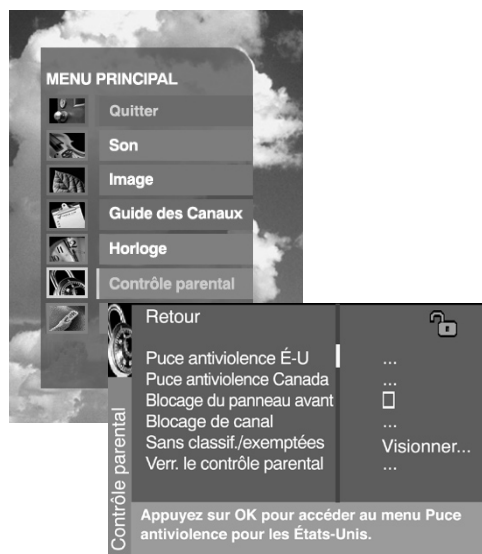 MENU PRINCIPAL
Quitter
Son
Image
Guide des Canaux
Horloge
Contrôle parental
Retour
Puce antiviolence É-U ...
Puce antiviolence Canada ...
Blocage du panneau avant
Blocage de canal ...
Sans classif./exemptées Visionner...
Verr. le contrôle parental ...
Contrôle parental
Appuyez sur OK pour accéder au menu Puce
antiviolence pour les États-Unis.